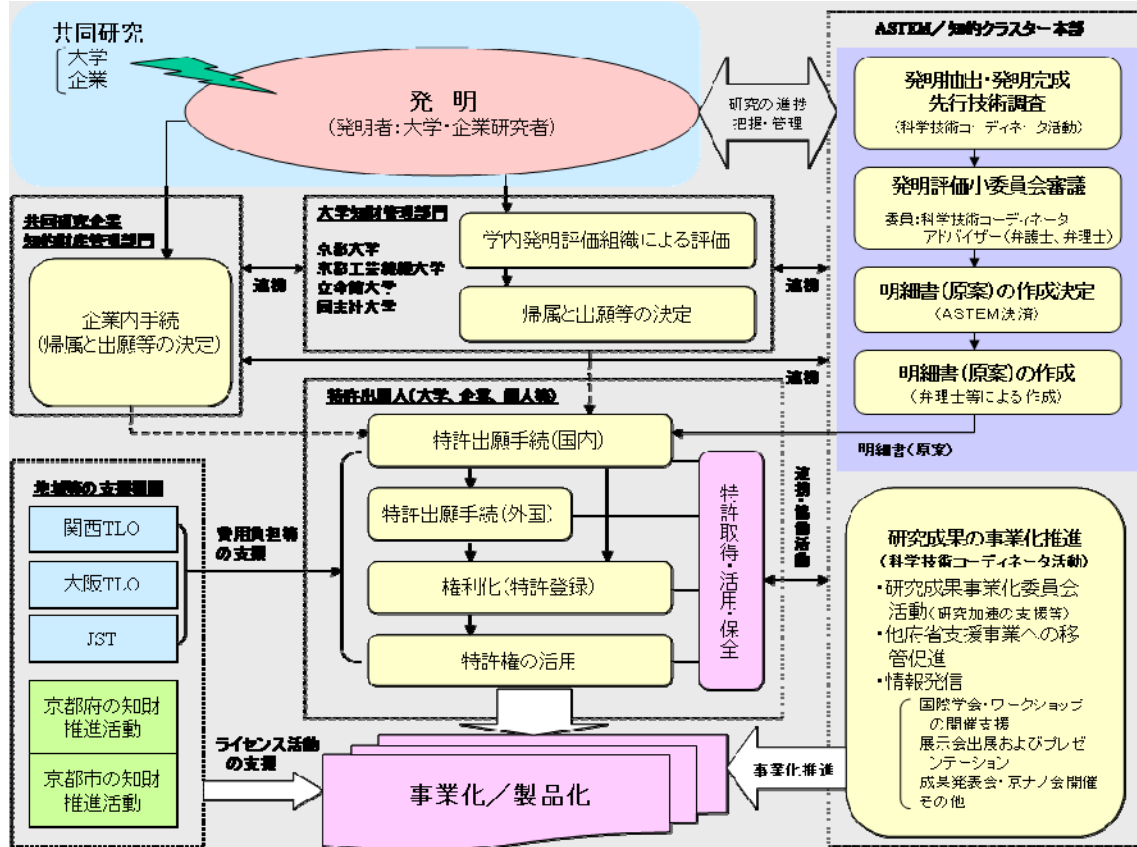 共同研究
大学
企業
発 明
(発明者:大学・企業研究者)
研究の進捗
把握・管理
ASTEM/知的クラスター本部
発明抽出・発明完成
先行技術調査
(科学技術コーディネータ活動)
発明評価小委員会審議
委員:科学技術コーディネータ
アドバイザー(弁護士、弁理士)
明細書(原案)の作成決定
(ASTEM決済)
明細書(原案)の作成
(弁理士等による作成)
明細書(原案)
共同研究企業
知的財産管理部門
企業内手続
(帰属と出願等の決定)
連携
大学知財管理部門
京都大学
京都工芸繊維大学
立命館大学
同志社大学
学内発明評価組織による評価
帰属と出願等の決定
連携
連携
特許出願人(大学、企業、個人等)
特許出願手続(国内)
特許出願手続(外国)
権利化(特許登録)
特許権の活用
特許取得・活用・保全
連携・協働活動
地域等の支援機関
関西TLO
大阪TLO
JST
京都府の知財
推進活動
京都市の知財
推進活動
費用負担等
の支援
ライセンス活動
の支援
事業化/製品化
事業化推進
研究成果の事業化推進
(科学技術コーディネータ活動)
・研究成果事業化委員会
活動(研究加速の支援等)
・他府省支援事業への移
管促進
・情報発信
国際学会・ワークショップ
の開催支援
展示会出展およびプレゼ
ンテーション
成果発表会・京ナノ会開催
その他